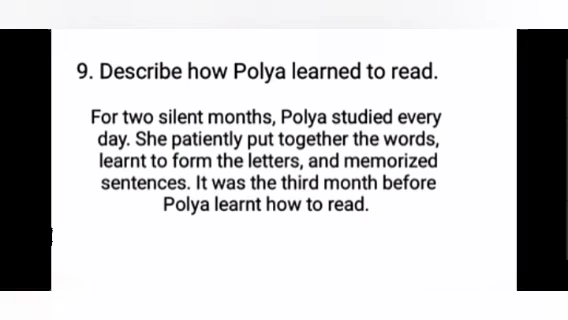 9. Describe how Polya learned to read.
For two silent months, Polya studied every
day. She patiently put together the words,
learnt to form the letters, and memorized
sentences. It was the third month before
Polya learnt how to read.